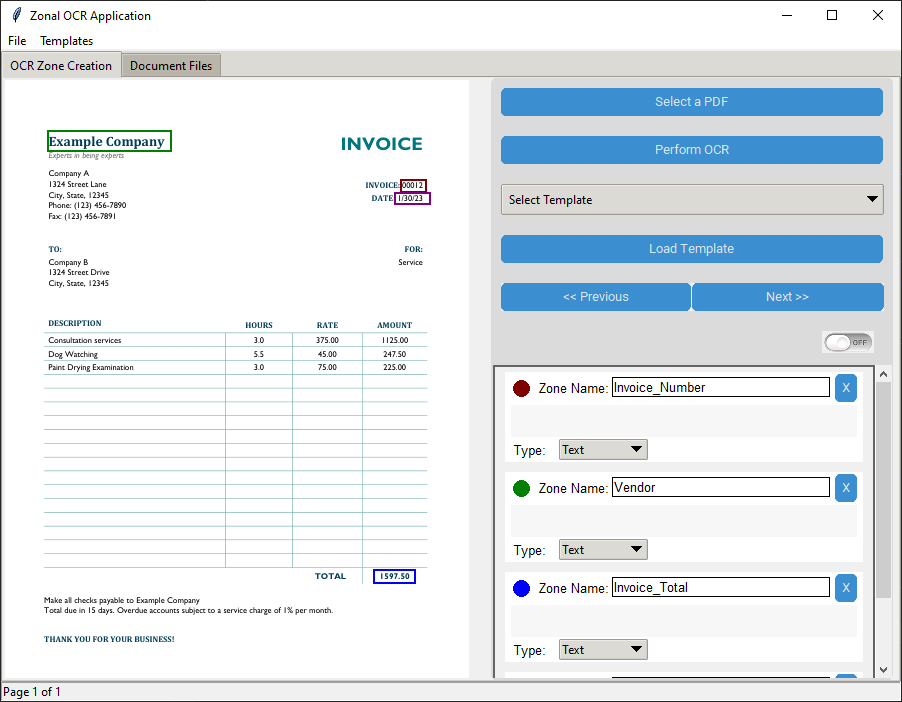 Zonal OCR Application
File Templates
OCR Zone Creation Document Files
Example Company
Experts in being experts
INVOICE
Company A
1324 Street Lane
City, State, 12345
Phone: (123) 456-7890
Fax: (123) 456-7891
INVOICE: 00012
DATE 1/30/23
TO:
Company B
1324 Street Drive
City, State, 12345
FOR:
Service
DESCRIPTION HOURS RATE AMOUNT
Consultation services 3.0 375.00 1125.00
Dog Watching 5.5 45.00 247.50
Paint Drying Examination 3.0 75.00 225.00
TOTAL 1597.50
Make all checks payable to Example Company
Total due in 15 days. Overdue accounts subject to a service charge of 1% per month.
THANK YOU FOR YOUR BUSINESS!
Select a PDF
Perform OCR
Select Template
Load Template
<< Previous Next >>
OFF
Zone Name: Invoice_Number X
Type: Text
Zone Name: Vendor X
Type: Text
Zone Name: Invoice_Total X
Type: Text
Page 1 of 1